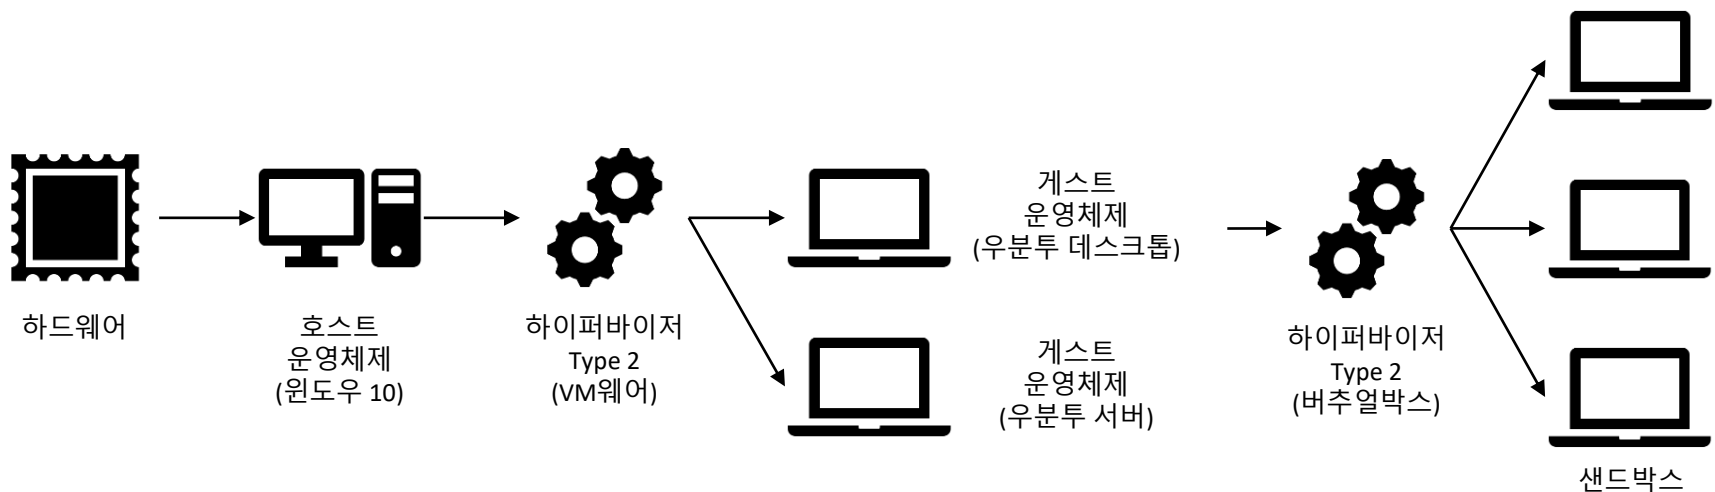 하드웨어
호스트
운영체제
(윈도우 10)
하이퍼바이저
Type 2
(VM웨어)
게스트
운영체제
(우분투 데스크톱)
게스트
운영체제
(우분투 서버)
하이퍼바이저
Type 2
(버추얼박스)
샌드박스